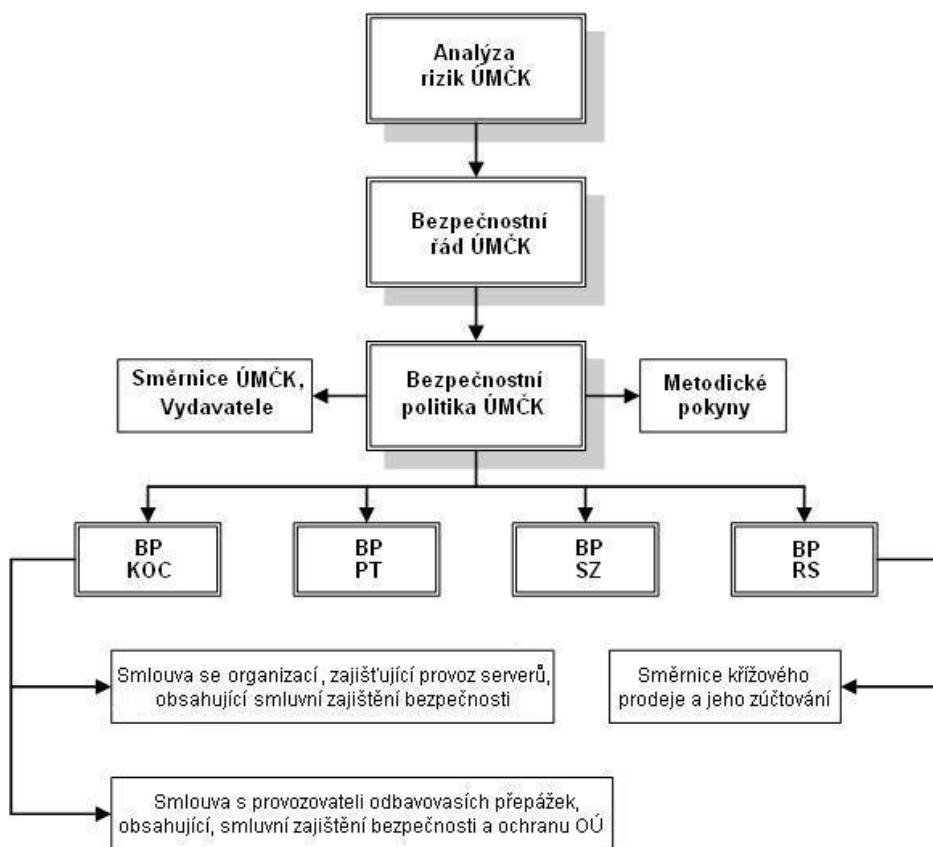 Analýza
rizik ÚMČK
Bezpečnostní
řád ÚMČK
Směrnice ÚMČK,
Vydavatele
Bezpečnostní
politika ÚMČK
Metodické
pokyny
BP
KOC
BP
PT
BP
SZ
BP
RS
Smlouva se organizací, zajišťující provoz serverů,
obsahující smluvní zajištění bezpečnosti
Směrnice křížového
prodeje a jeho zúčtování
Smlouva s provozovateli odbavovasích přepážek,
obsahující, smluvní zajištění bezpečnosti a ochranu OÚ